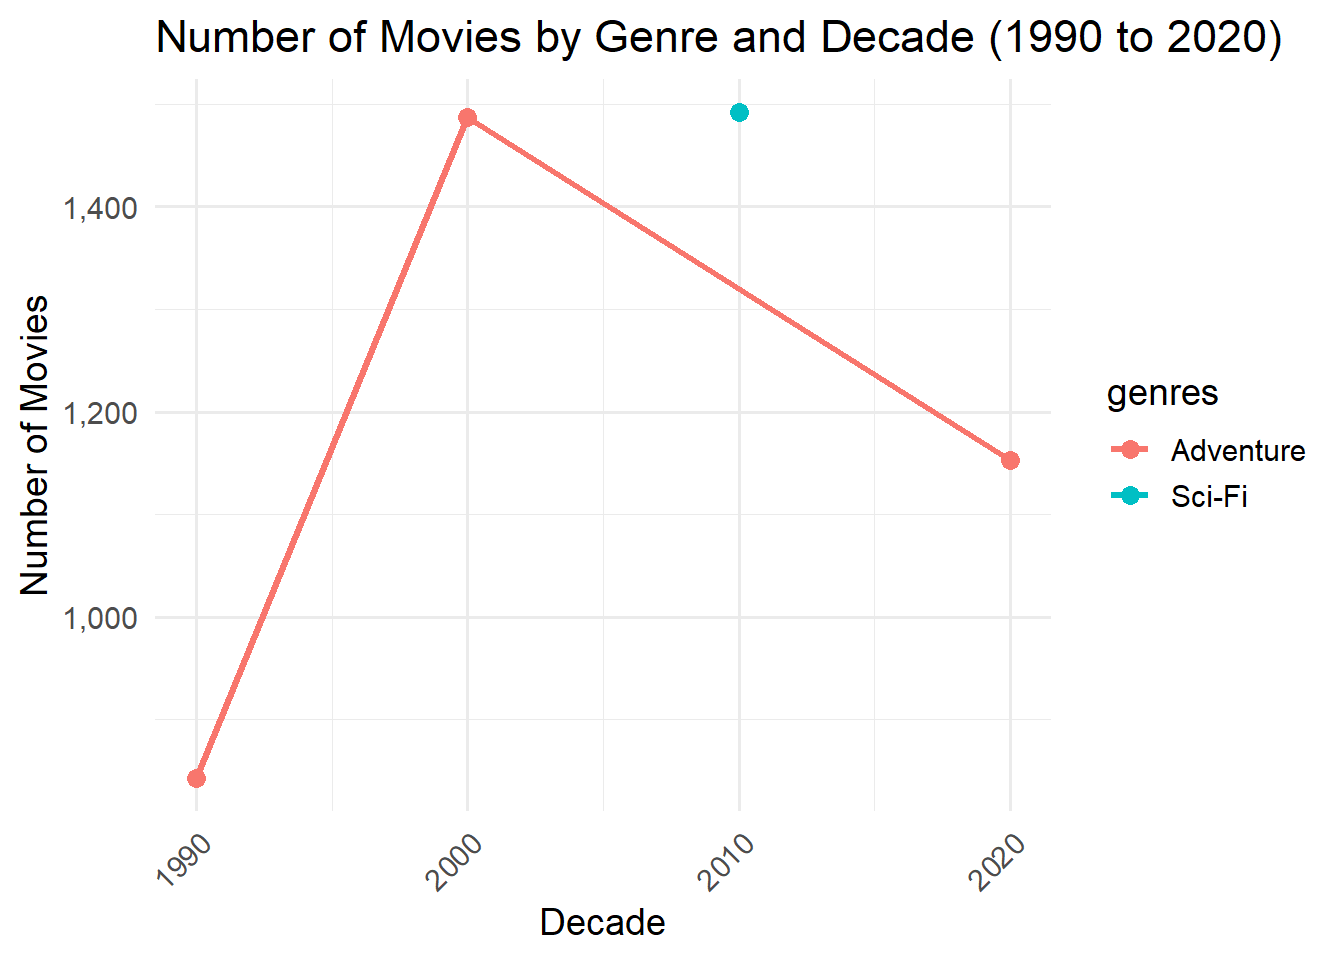 Number of Movies by Genre and Decade (1990 to 2020)
1,400
1,200
1,000
Number of Movies
1990
2000
2010
2020
Decade
genres
Adventure
Sci-Fi